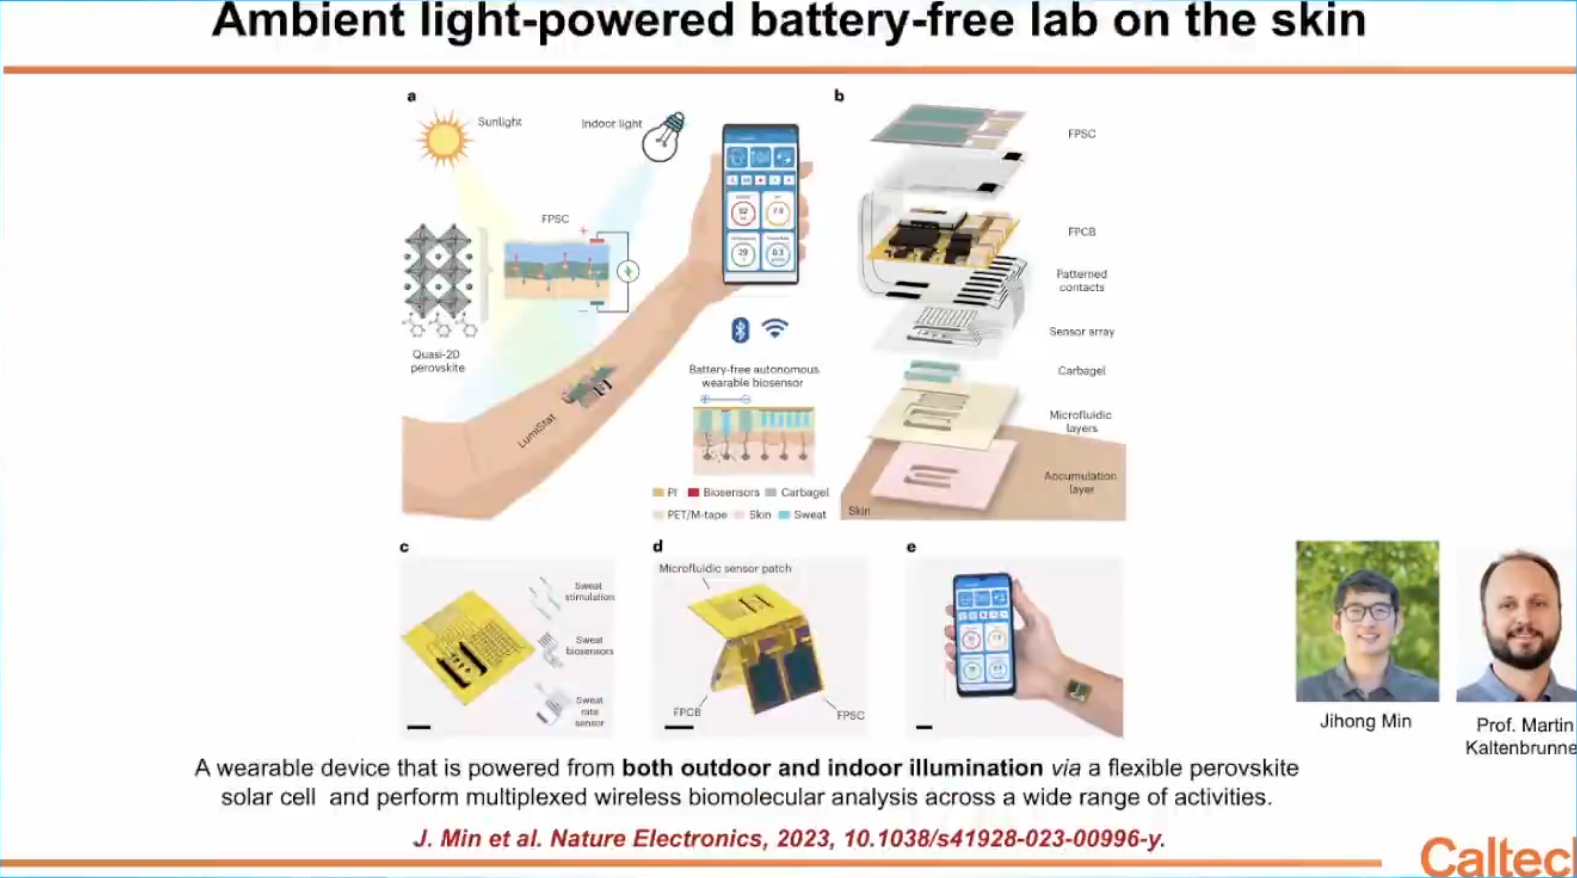 Ambient light-powered battery-free lab on the skin
a
Sunlight
Indoor light
FPSC
Quasi-2D
perovskite
LumiStat
Battery-free autonomous
wearable biosensor
PI
Biosensors
Carbagel
PET/M-tape
Skin
Sweat
b
FPSC
FPCB
Patterned
contacts
Sensor array
Carbagel
Microfluidic
layers
Accumulation
layer
Skin
c
Sweat
stimulation
Sweat
biosensors
Sweat
rate
sensor
d
Microfluidic sensor patch
FPCB
FPSC
e
Jihong Min
Prof. Martin
Kaltenbrunne
A wearable device that is powered from both outdoor and indoor illumination via a flexible perovskite
solar cell and perform multiplexed wireless biomolecular analysis across a wide range of activities.
J. Min et al. Nature Electronics, 2023, 10.1038/s41928-023-00996-y.
Caltech